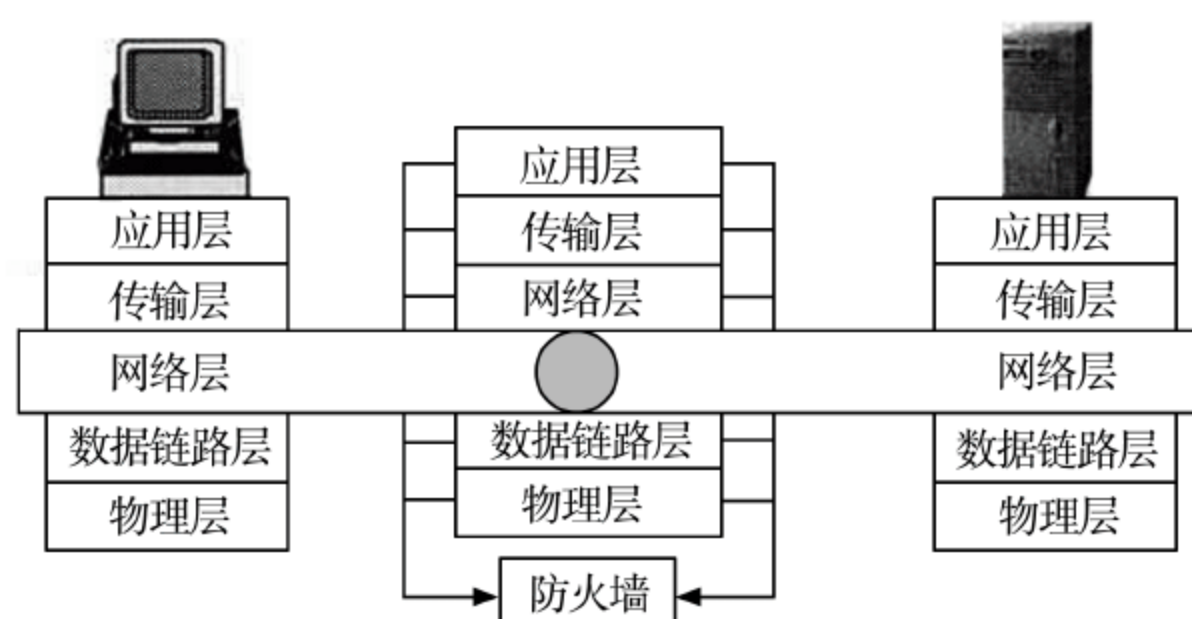 应用层
传输层
网络层
数据链路层
物理层
应用层
传输层
网络层
数据链路层
物理层
防火墙
应用层
传输层
网络层
数据链路层
物理层